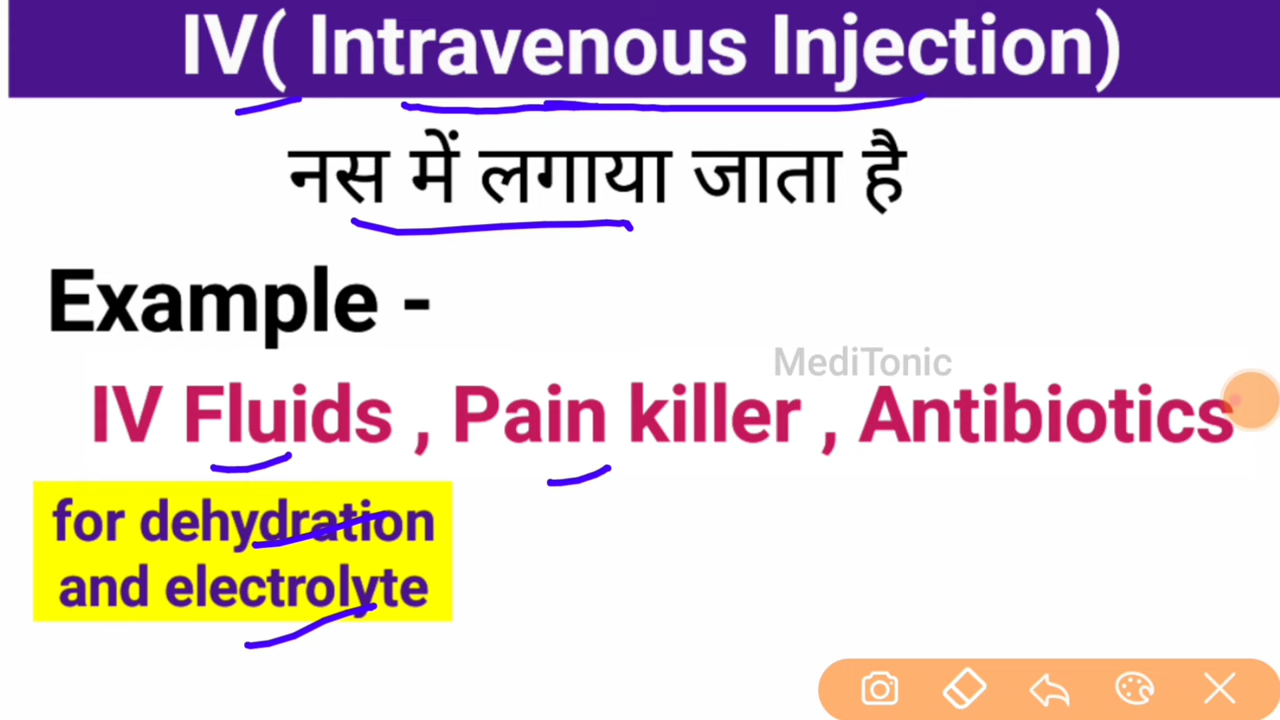 IV( Intravenous Injection)
नस में लगाया जाता है
Example -
MediTonic
IV Fluids , Pain killer , Antibiotics
for dehydration
and electrolyte